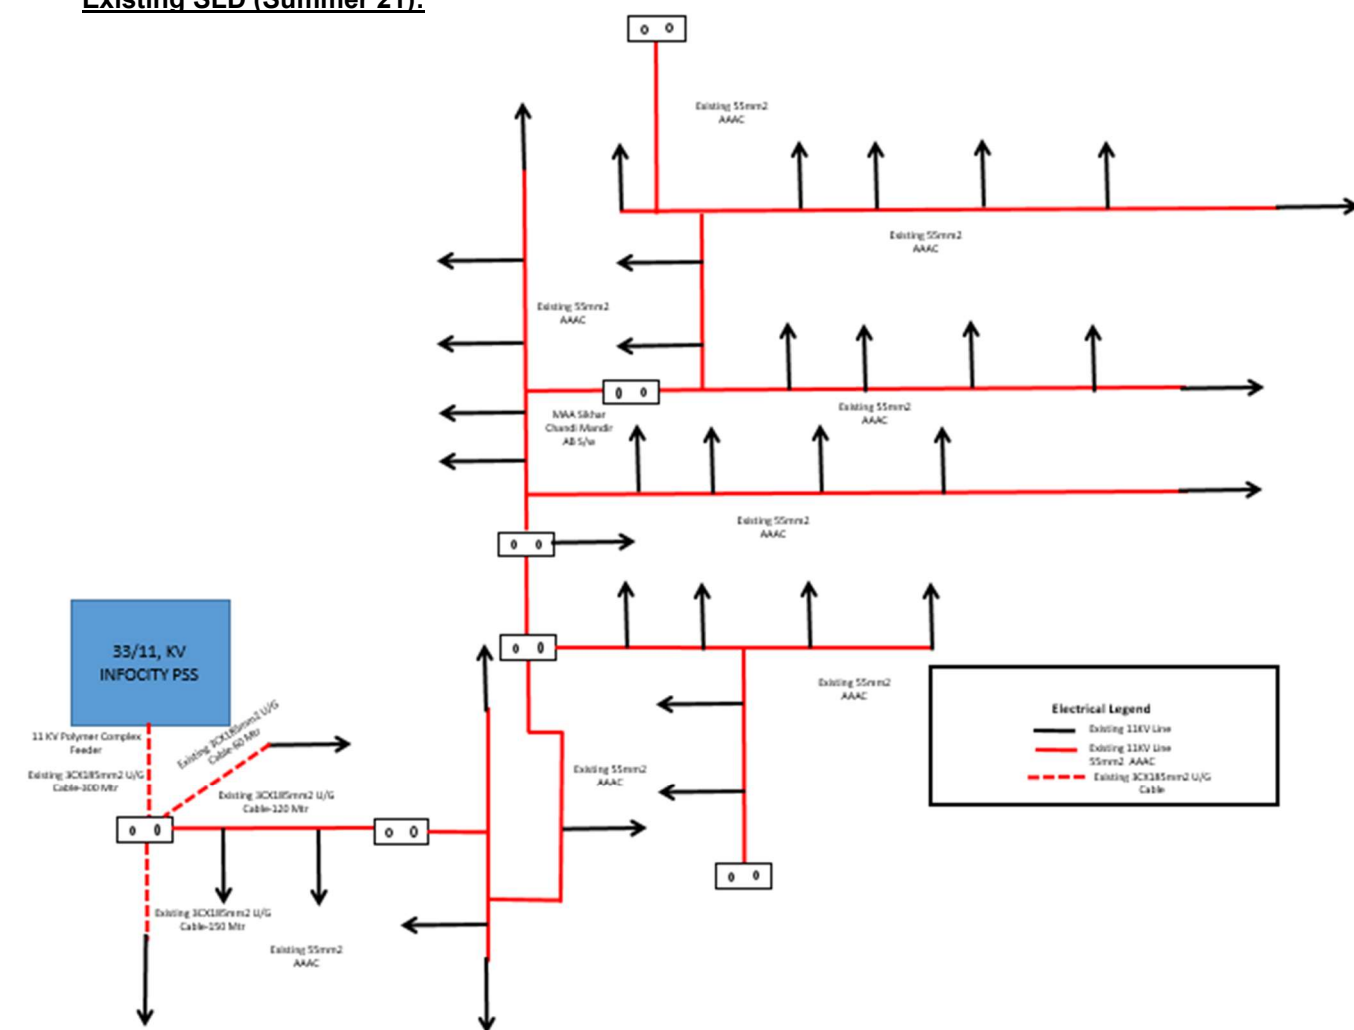 Existing SLD (Summer 21):
Existing 55mm2
AAAC
Existing 55mm2
AAAC
Existing 55mm2
AAAC
Existing 55mm2
AAAC
MAA Sikhar
Chandi Mandir
AB S/w
Existing 55mm2
AAAC
33/11, KV
INFOCITY PSS
Existing 55mm2
AAAC
11 KV Polymer Complex
Feeder
Existing 3CX185mm2 U/G
Cable-60 Mtr
Existing 3CX185mm2 U/G
Cable-300 Mtr
Existing 3CX185mm2 U/G
Cable-120 Mtr
Existing 55mm2
AAAC
Electrical Legend
Existing 11KV Line
Existing 11KV Line
55mm2 AAAC
Existing 3CX185mm2 U/G
Cable
Existing 3CX185mm2 U/G
Cable-150 Mtr
Existing 55mm2
AAAC